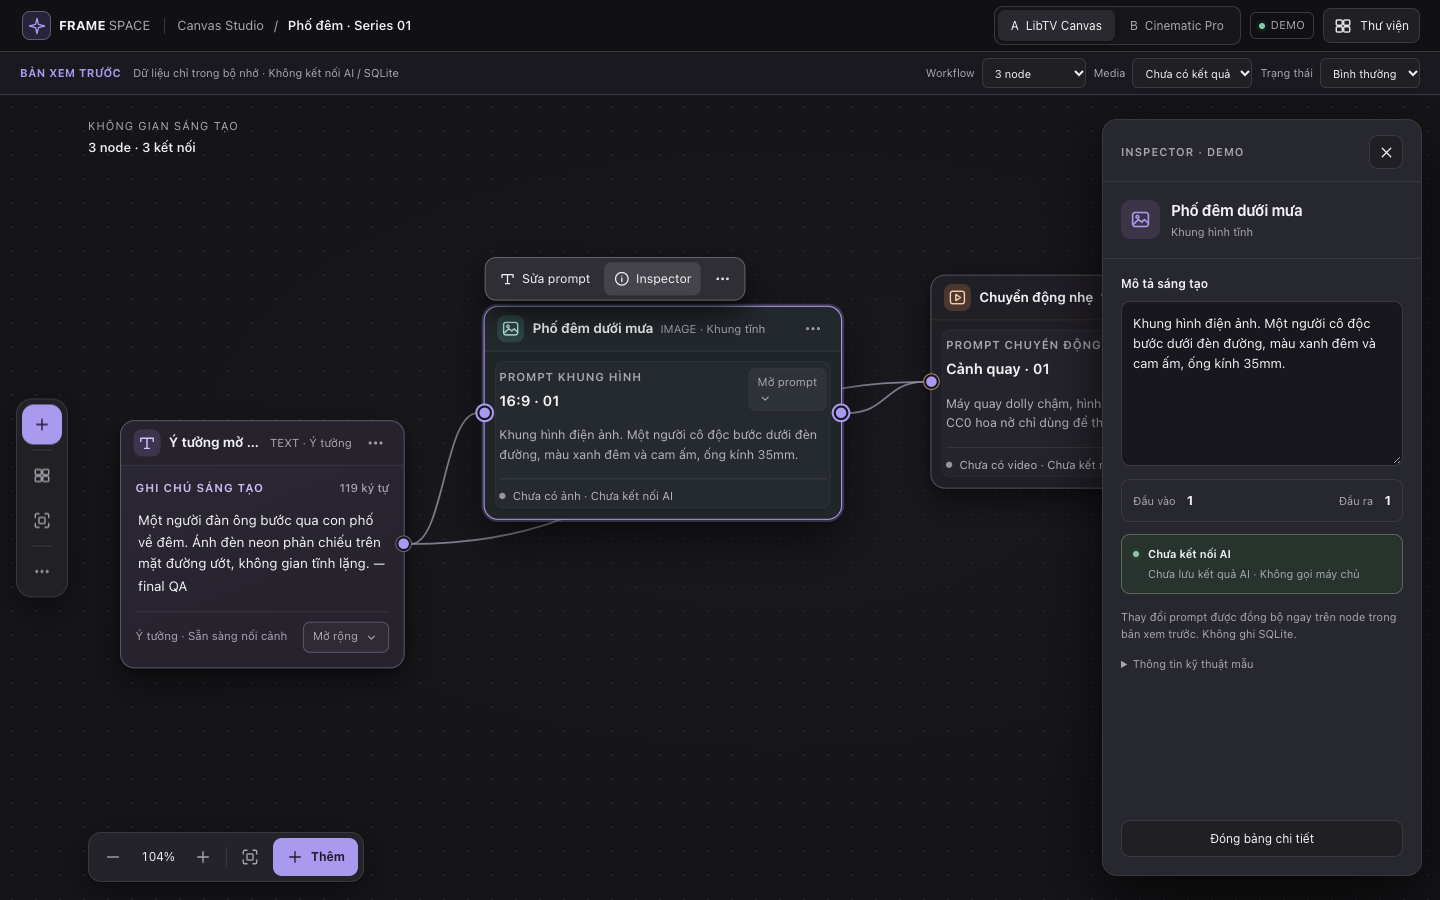 FRAME SPACE
Canvas Studio / Phố đêm · Series 01
A LibTV Canvas
B Cinematic Pro
DEMO
Thư viện
BẢN XEM TRƯỚC
Dữ liệu chỉ trong bộ nhớ · Không kết nối AI / SQLite
Workflow
3 node
Media
Chưa có kết quả
Trạng thái
Bình thường
KHÔNG GIAN SÁNG TẠO
3 node · 3 kết nối
Sửa prompt
Inspector
Phố đêm dưới mưa
IMAGE · Khung tĩnh
PROMPT KHUNG HÌNH
16:9 · 01
Mở prompt
Khung hình điện ảnh. Một người cô độc bước dưới đèn
đường, màu xanh đêm và cam ấm, ống kính 35mm.
Chưa có ảnh · Chưa kết nối AI
Chuyển động nhẹ
PROMPT CHUYỂN ĐỘNG
Cảnh quay · 01
Máy quay dolly chậm, hình
CC0 hoa nở chỉ dùng để
Chưa có video · Chưa kết
Ý tưởng mở ...
TEXT · Ý tưởng
GHI CHÚ SÁNG TẠO
119 ký tự
Một người đàn ông bước qua con phố
về đêm. Ánh đèn neon phản chiếu trên
mặt đường ướt, không gian tĩnh lặng. —
final QA
Ý tưởng · Sẵn sàng nối cảnh
Mở rộng
104%
Thêm
INSPECTOR · DEMO
Phố đêm dưới mưa
Khung hình tĩnh
Mô tả sáng tạo
Khung hình điện ảnh. Một người cô độc
bước dưới đèn đường, màu xanh đêm và
cam ấm, ống kính 35mm.
Đầu vào 1
Đầu ra 1
Chưa kết nối AI
Chưa lưu kết quả AI · Không gọi máy chủ
Thay đổi prompt được đồng bộ ngay trên node trong
bản xem trước. Không ghi SQLite.
Thông tin kỹ thuật mẫu
Đóng bảng chi tiết